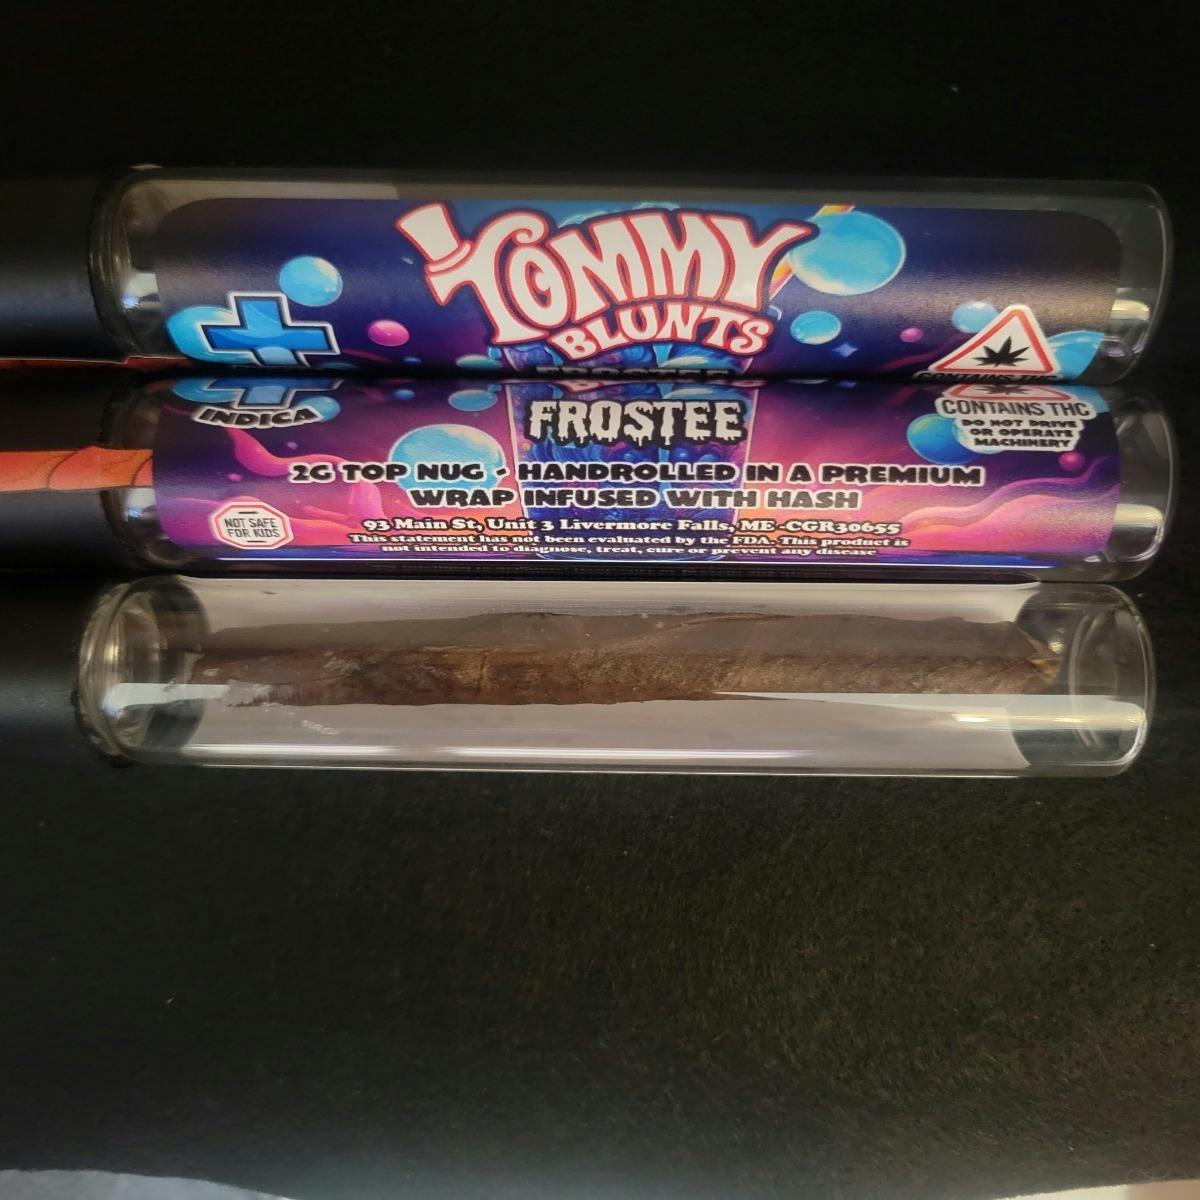 TOMMY
BLUNTS
INDICA
FROSTEE
CONTAINS THC
DO NOT DRIVE
OR OPERATE
MACHINERY
2G TOP NUG • HANDROLLED IN A PREMIUM
WRAP INFUSED WITH HASH
NOT SAFE
FOR KIDS
93 Main St, Unit 3 Livermore Falls, ME -CGR30655
This statement has not been evaluated by the FDA. This product is
not intended to diagnose, treat, cure or prevent any disease